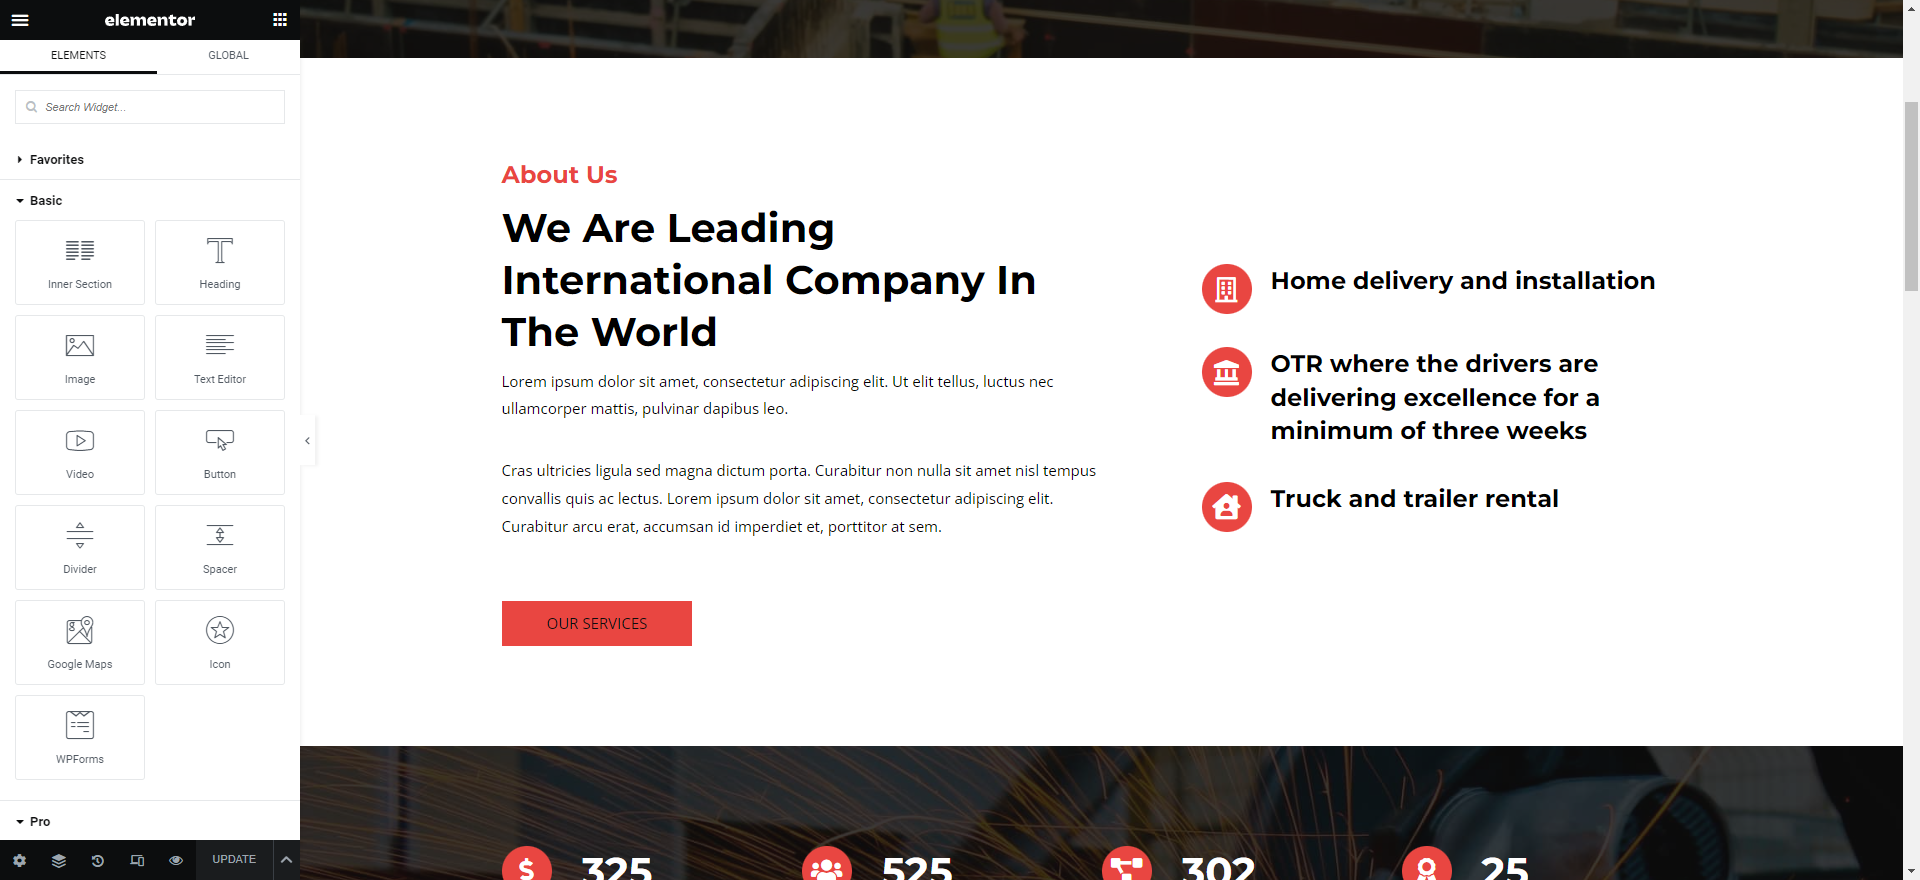 elementor
ELEMENTS
GLOBAL
Search Widget...
Favorites
Basic
Inner Section
Heading
Image
Text Editor
Video
Button
Divider
Spacer
Google Maps
Icon
WPForms
Pro
UPDATE
About Us
We Are Leading
International Company In
The World
Lorem ipsum dolor sit amet, consectetur adipiscing elit. Ut elit tellus, luctus nec
ullamcorper mattis, pulvinar dapibus leo.
Cras ultricies ligula sed magna dictum porta. Curabitur non nulla sit amet nisl tempus
convallis quis ac lectus. Lorem ipsum dolor sit amet, consectetur adipiscing elit.
Curabitur arcu erat, accumsan id imperdiet et, porttitor at sem.
OUR SERVICES
Home delivery and installation
OTR where the drivers are
delivering excellence for a
minimum of three weeks
Truck and trailer rental
325
525
302
25